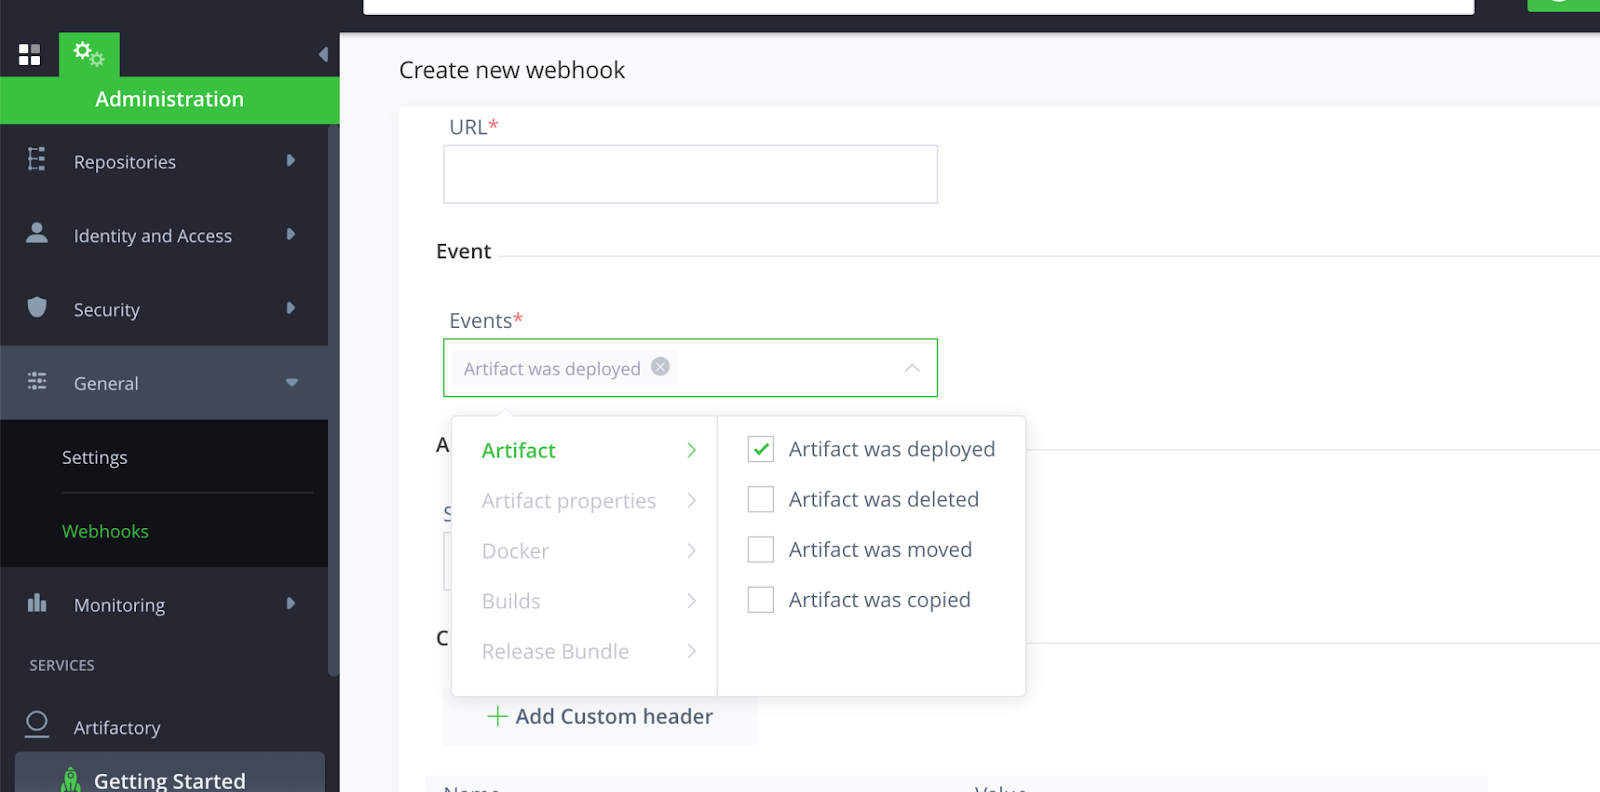 Administration
Repositories
Identity and Access
Security
General
Settings
Webhooks
Monitoring
SERVICES
Artifactory
Getting Started
Create new webhook
URL*
Event
Events*
Artifact was deployed
A
Artifact
Artifact properties
Docker
Builds
Release Bundle
Artifact was deployed
Artifact was deleted
Artifact was moved
Artifact was copied
S
C
+ Add Custom header
Name
Value